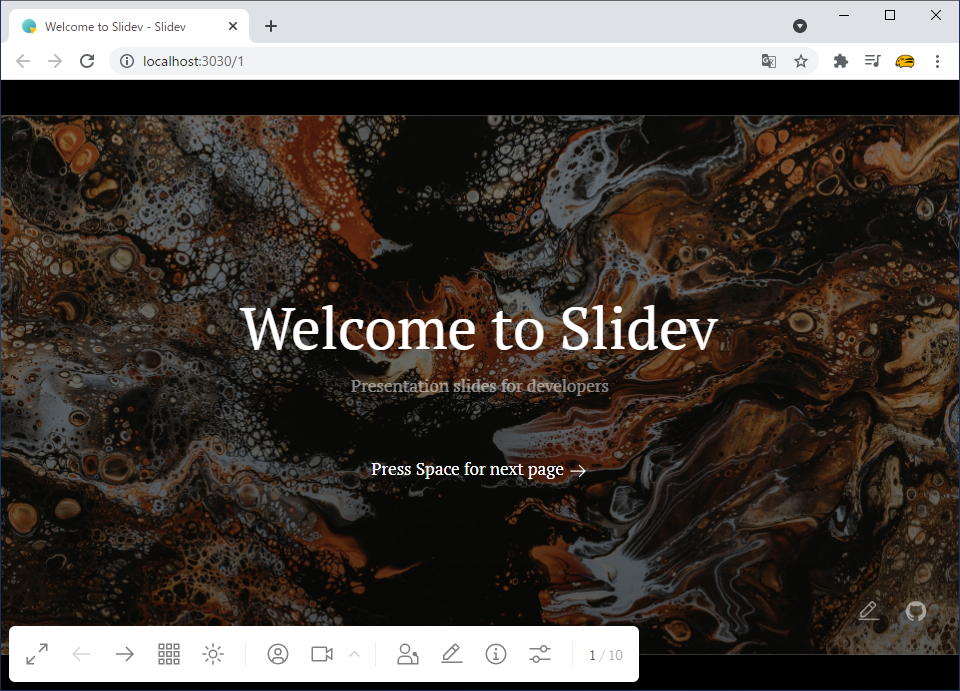 Welcome to Slidev - Slidev
localhost:3030/1
Welcome to Slidev
Presentation slides for developers
Press Space for next page →
1 / 10